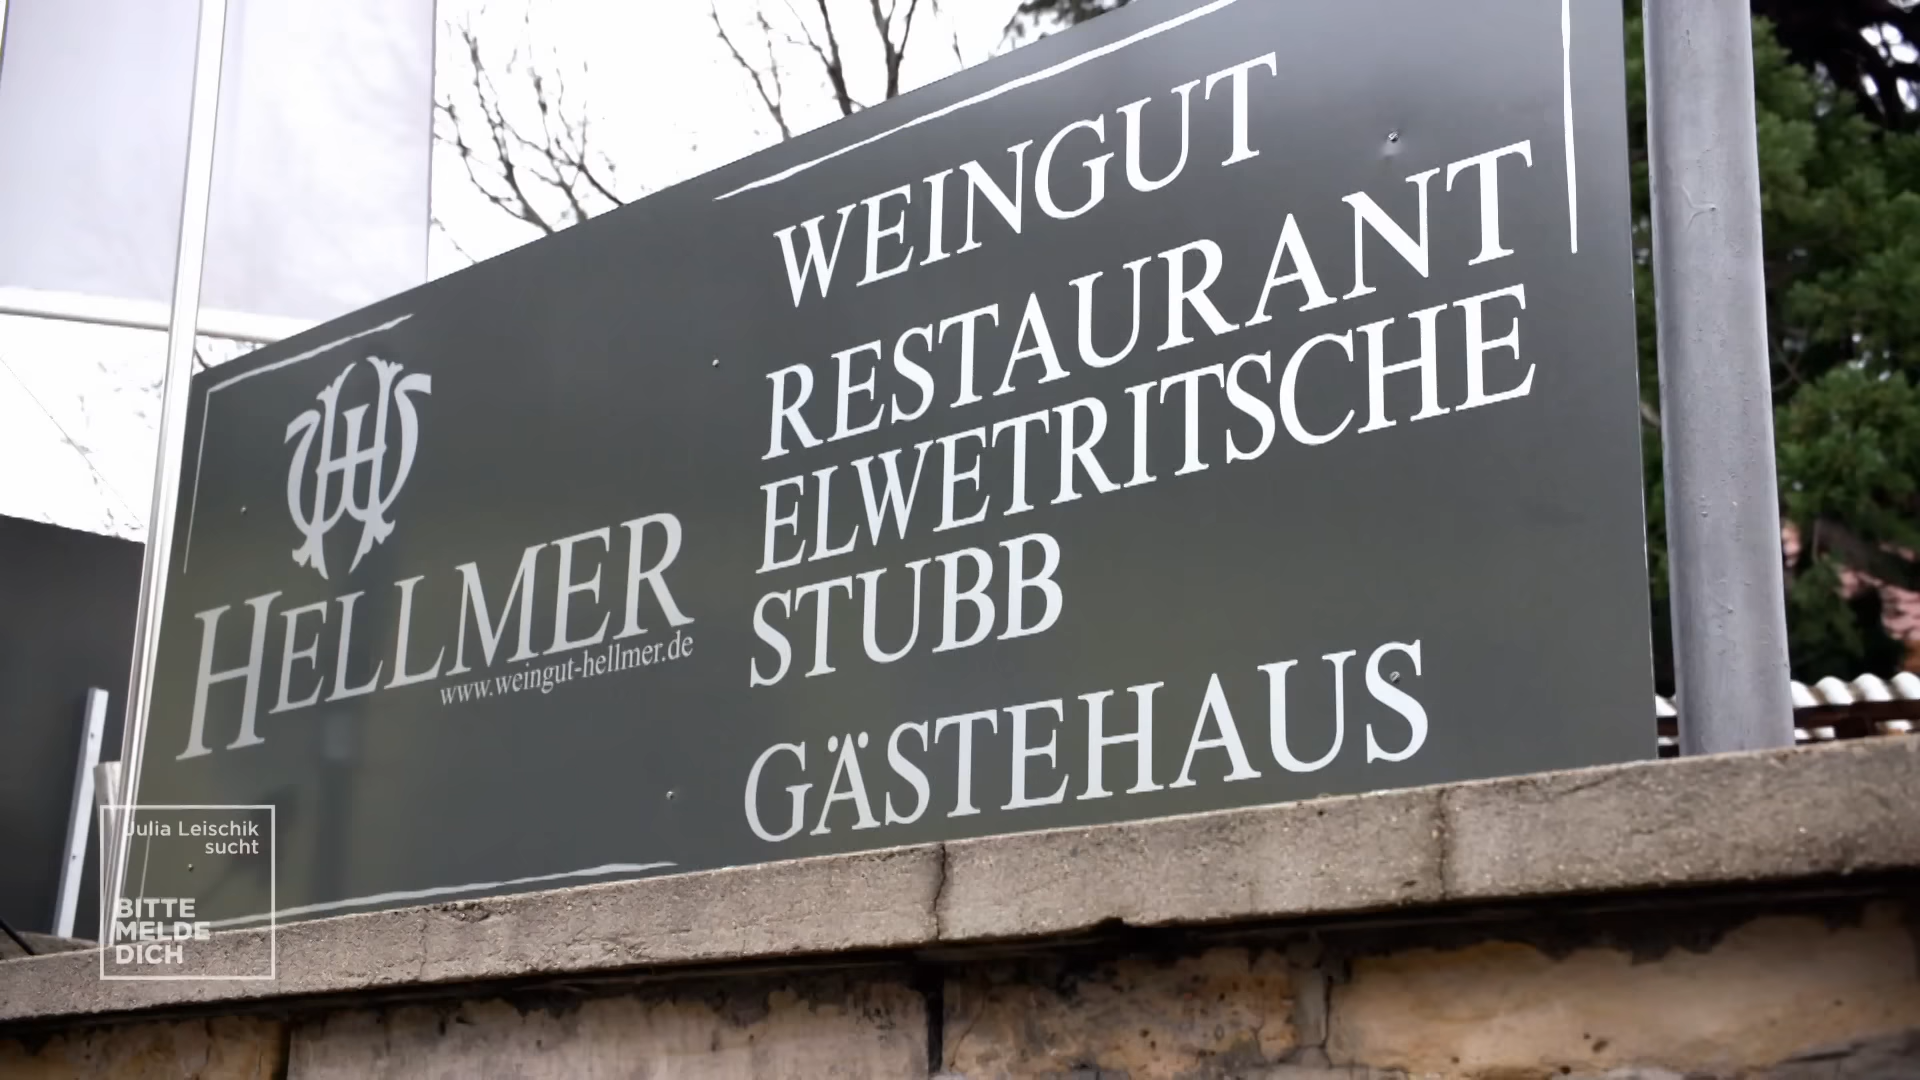 HELLMER
www.weingut-hellmer.de
WEINGUT
RESTAURANT
ELWETRITSCHE
STUBB
GÄSTEHAUS
Julia Leischik
sucht
BITTE
MELDE
DICH